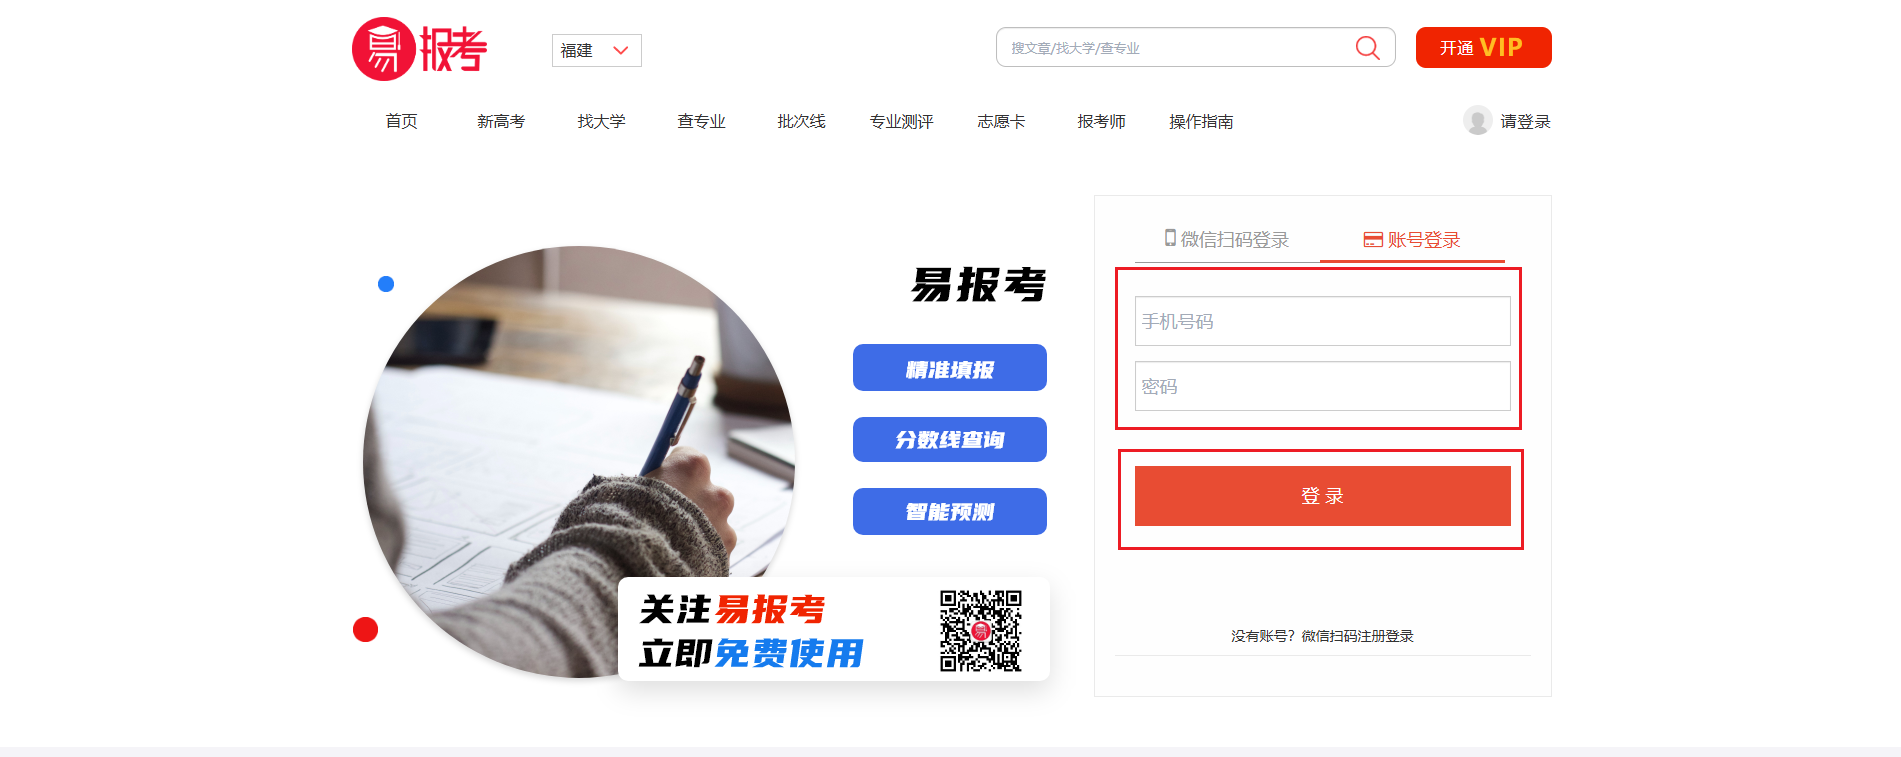 易报考
福建
搜文章/找大学/查专业
开通 VIP
首页 新高考 找大学 查专业 批次线 专业测评 志愿卡 报考师 操作指南
请登录
微信扫码登录 账号登录
易报考
手机号码
精准填报
密码
分数线查询
登 录
智能预测
关注易报考
立即免费使用
没有账号？微信扫码注册登录